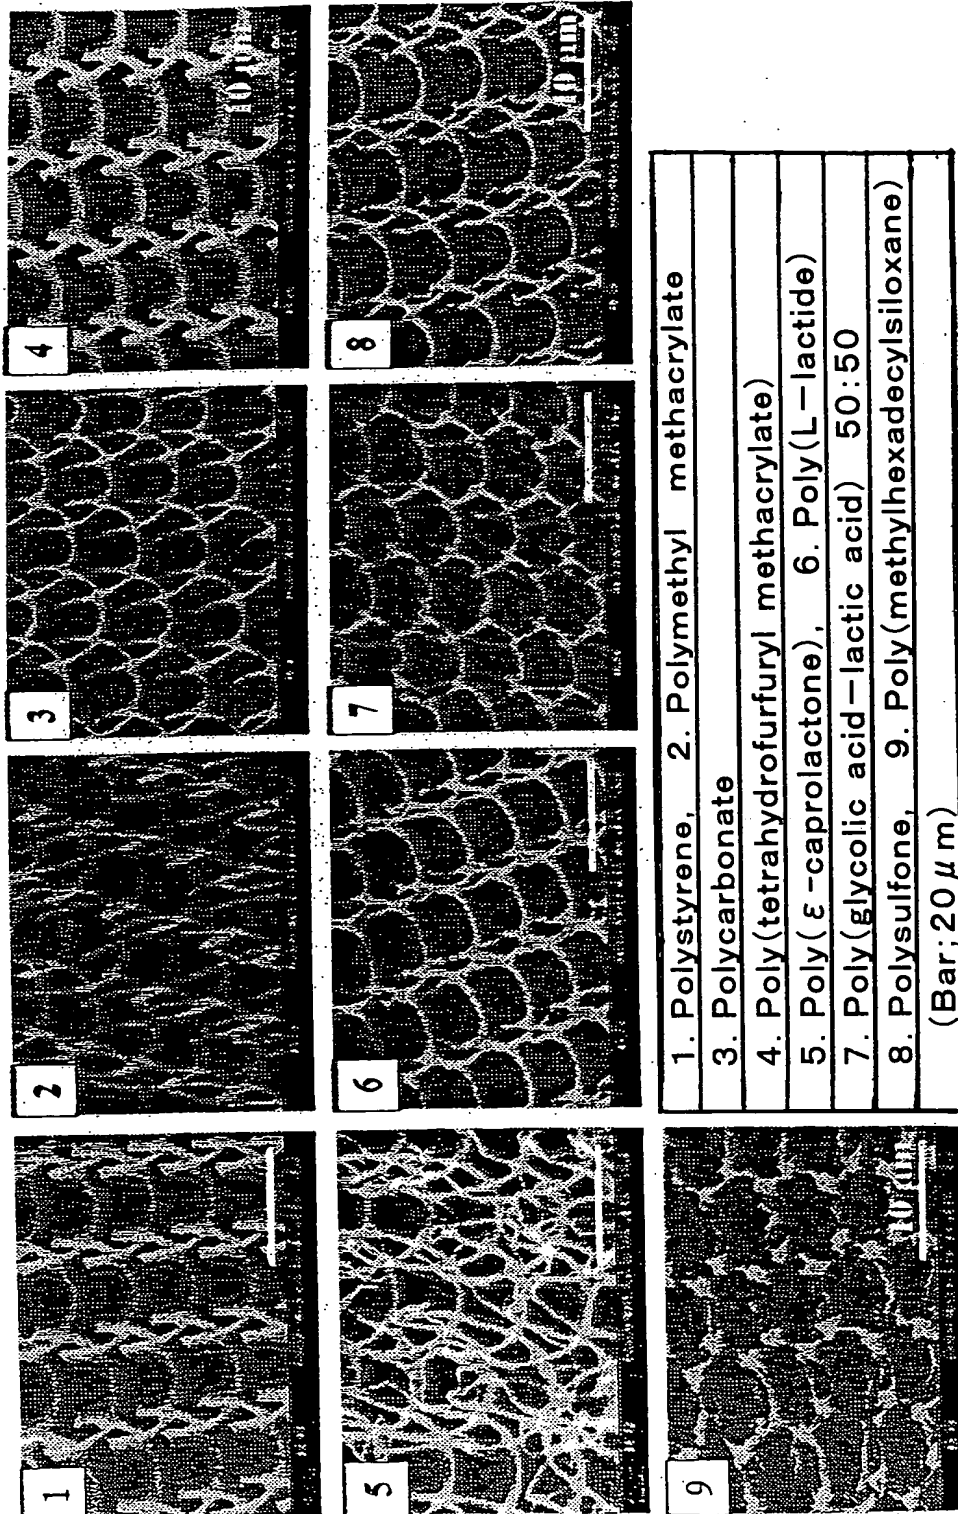 1
2
3
4
10 μm
5
6
7
8
10 μm
9
10 μm
1. Polystyrene, 2. Polymethyl methacrylate
3. Polycarbonate
4. Poly(tetrahydrofurfuryl methacrylate)
5. Poly(ε-caprolactone), 6. Poly(L-lactide)
7. Poly(glycolic acid-lactic acid) 50:50
8. Polysulfone, 9. Poly(methylhexadecylsiloxane)
(Bar;20μm)